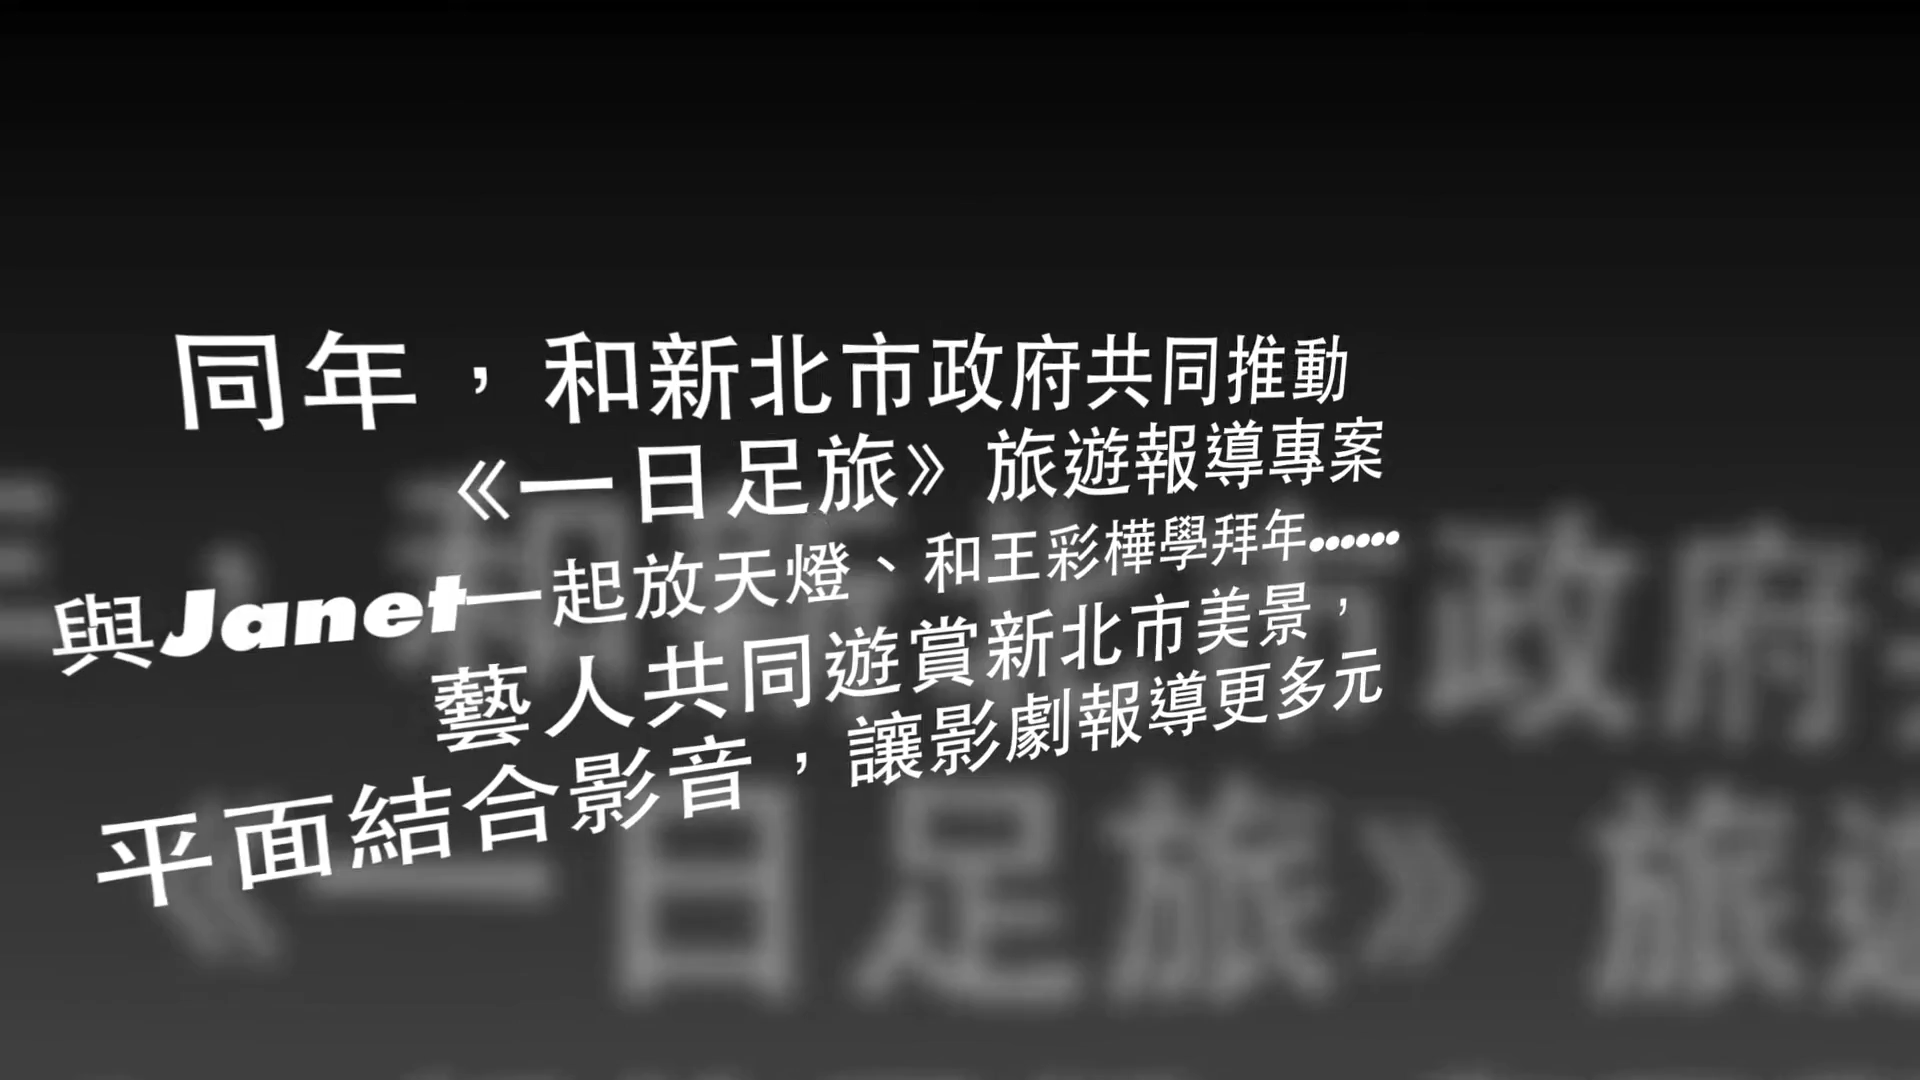 同年，和新北市政府共同推動
《一日足旅》旅遊報導專案
與Janet一起放天燈、和王彩樺學拜年……
藝人共同遊賞新北市美景，
平面結合影音，讓影劇報導更多元